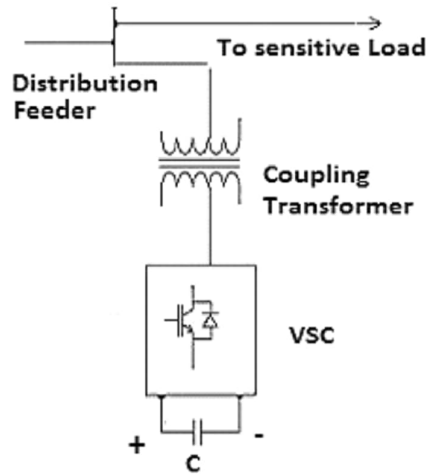 To sensitive Load
Distribution
Feeder
Coupling
Transformer
VSC
+ -
C